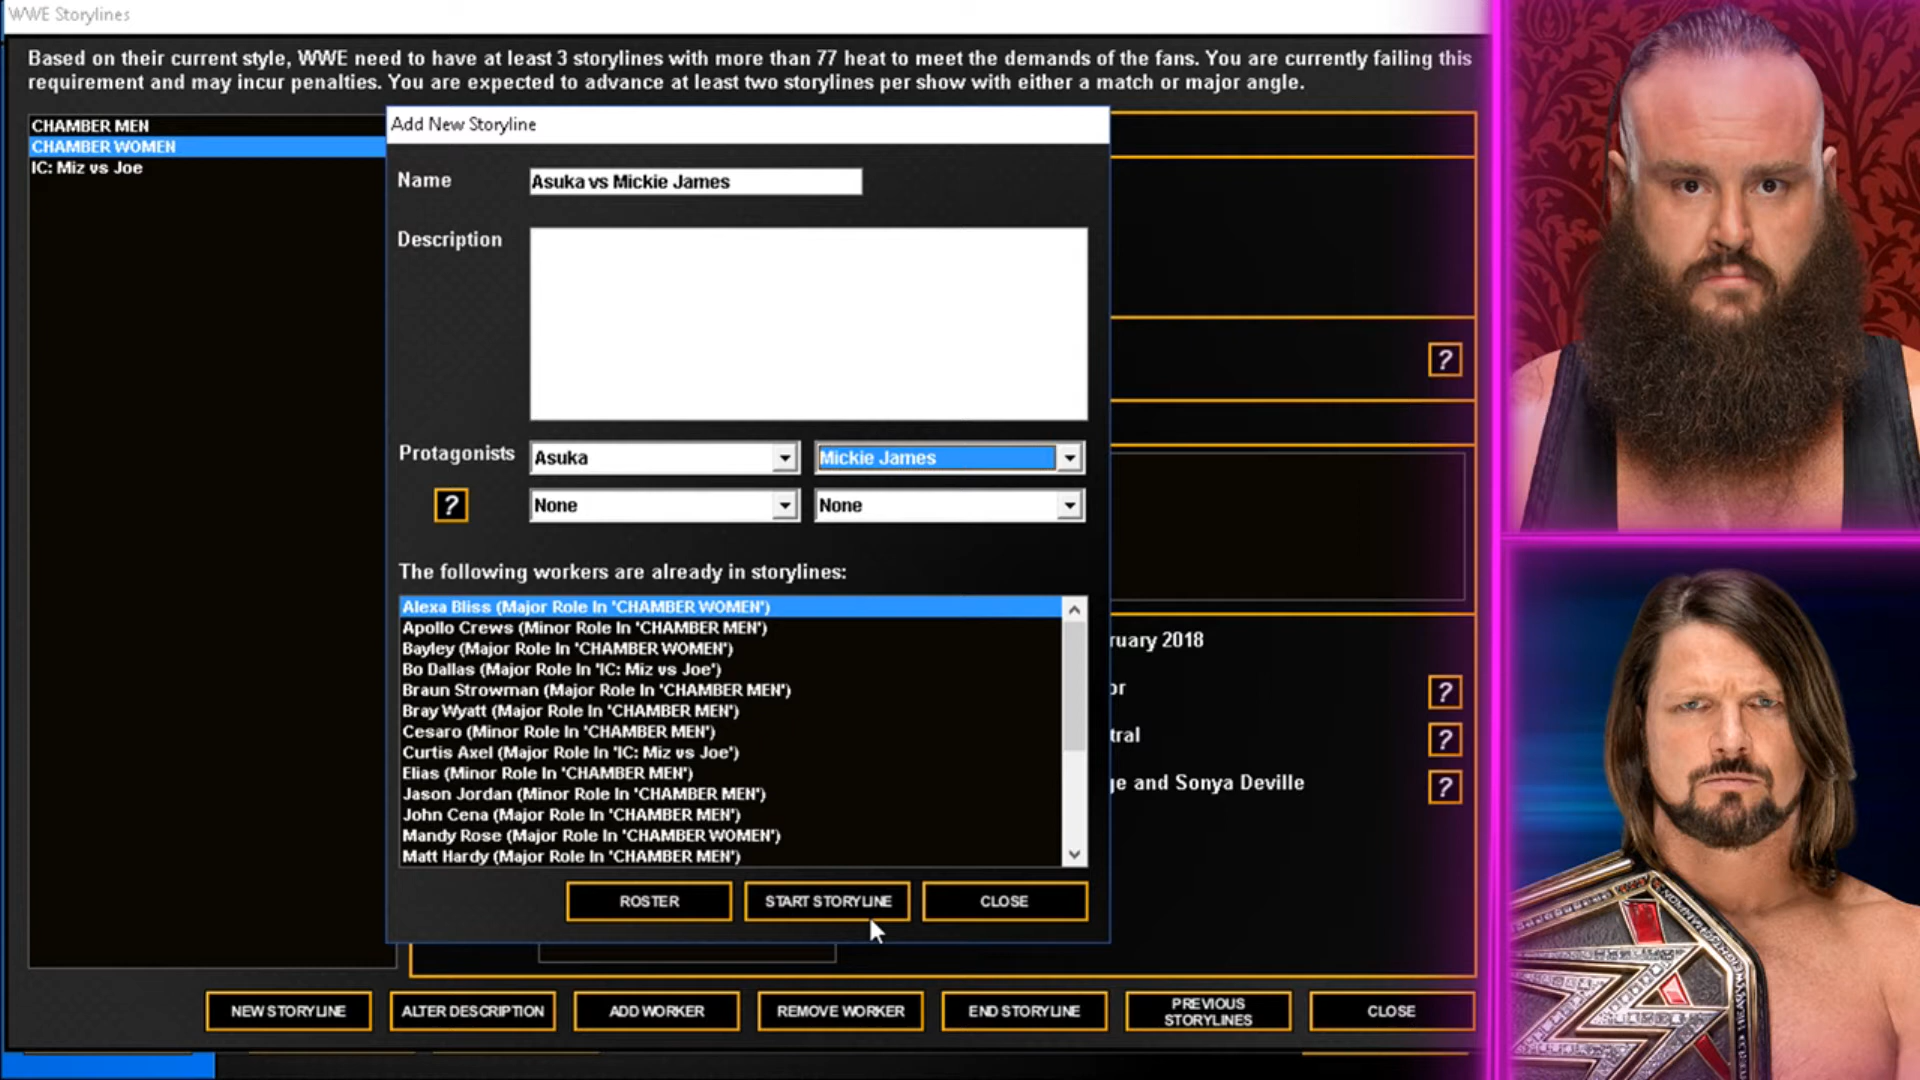 WWE Storylines
Based on their current style, WWE need to have at least 3 storylines with more than 77 heat to meet the demands of the fans. You are currently failing this
requirement and may incur penalties. You are expected to advance at least two storylines per show with either a match or major angle.
CHAMBER MEN
CHAMBER WOMEN
IC: Miz vs Joe
Add New Storyline
Name
Asuka vs Mickie James
Description
Protagonists
Asuka
Mickie James
?
None
None
The following workers are already in storylines:
Alexa Bliss (Major Role In 'CHAMBER WOMEN')
Apollo Crews (Minor Role In 'CHAMBER MEN')
Bayley (Major Role In 'CHAMBER WOMEN')
Bo Dallas (Major Role In 'IC: Miz vs Joe')
Braun Strowman (Major Role In 'CHAMBER MEN')
Bray Wyatt (Major Role In 'CHAMBER MEN')
Cesaro (Minor Role In 'CHAMBER MEN')
Curtis Axel (Major Role In 'IC: Miz vs Joe')
Elias (Minor Role In 'CHAMBER MEN')
Jason Jordan (Minor Role In 'CHAMBER MEN')
John Cena (Major Role In 'CHAMBER MEN')
Mandy Rose (Major Role In 'CHAMBER WOMEN')
Matt Hardy (Major Role In 'CHAMBER MEN')
ROSTER
START STORYLINE
CLOSE
?
ruary 2018
or
?
tral
?
ge and Sonya Deville
?
NEW STORYLINE
ALTER DESCRIPTION
ADD WORKER
REMOVE WORKER
END STORYLINE
PREVIOUS
STORYLINES
CLOSE